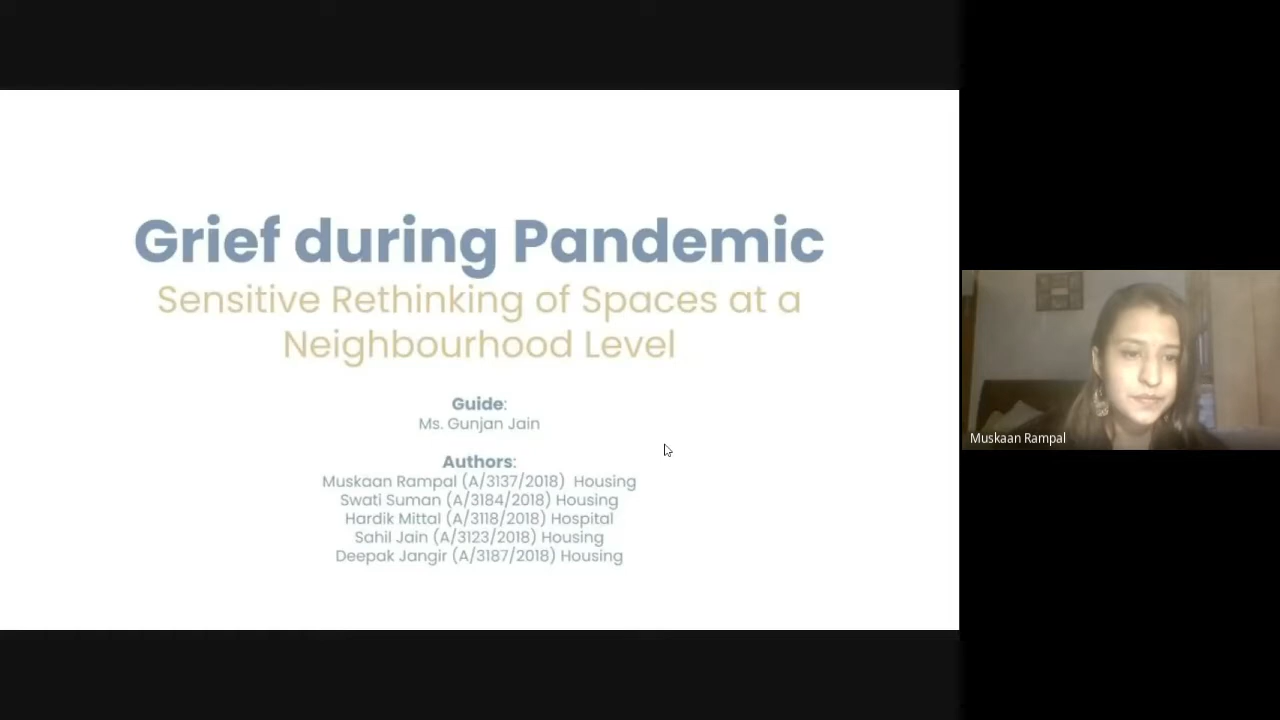 Grief during Pandemic
Sensitive Rethinking of Spaces at a
Neighbourhood Level
Guide:
Ms. Gunjan Jain
Authors:
Muskaan Rampal (A/3137/2018) Housing
Swati Suman (A/3184/2018) Housing
Hardik Mittal (A/3118/2018) Hospital
Sahil Jain (A/3123/2018) Housing
Deepak Jangir (A/3187/2018) Housing
Muskaan Rampal